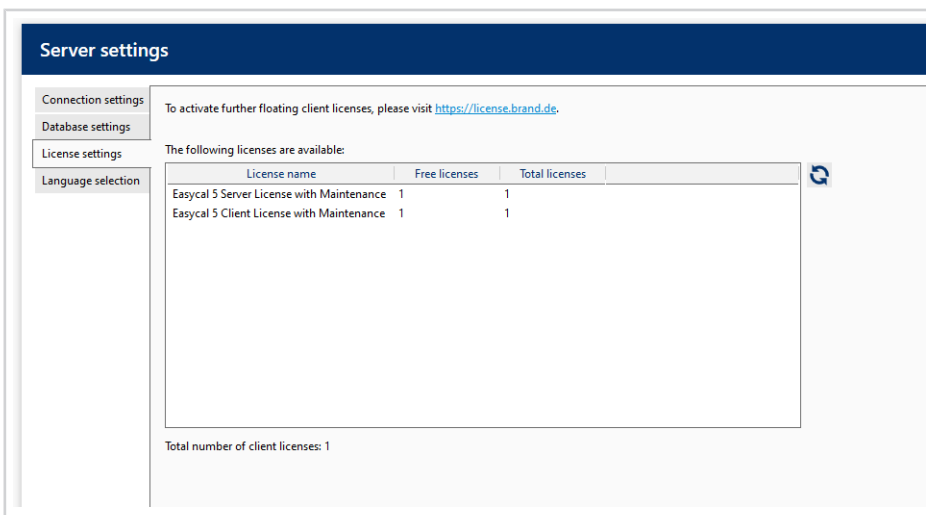 Server settings
Connection settings
Database settings
License settings
Language selection
To activate further floating client licenses, please visit https://license.brand.de.
The following licenses are available:
License name Free licenses Total licenses
Easycal 5 Server License with Maintenance 1 1
Easycal 5 Client License with Maintenance 1 1
Total number of client licenses: 1